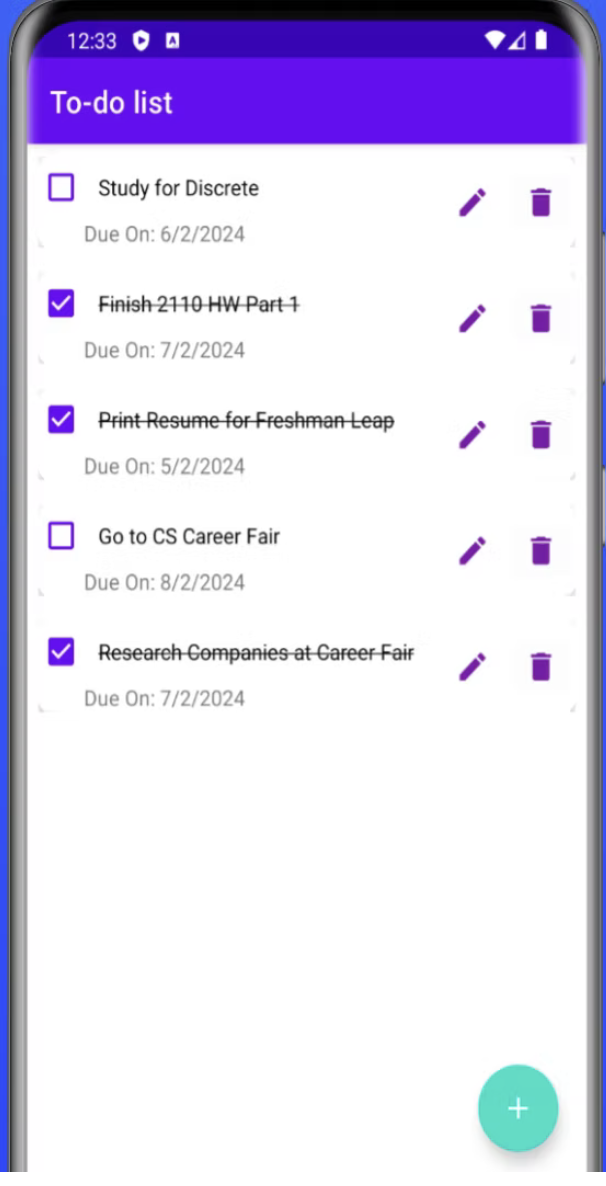 12:33
To-do list
Study for Discrete
Due On: 6/2/2024
Finish 2110 HW Part 1
Due On: 7/2/2024
Print Resume for Freshman Leap
Due On: 5/2/2024
Go to CS Career Fair
Due On: 8/2/2024
Research Companies at Career Fair
Due On: 7/2/2024